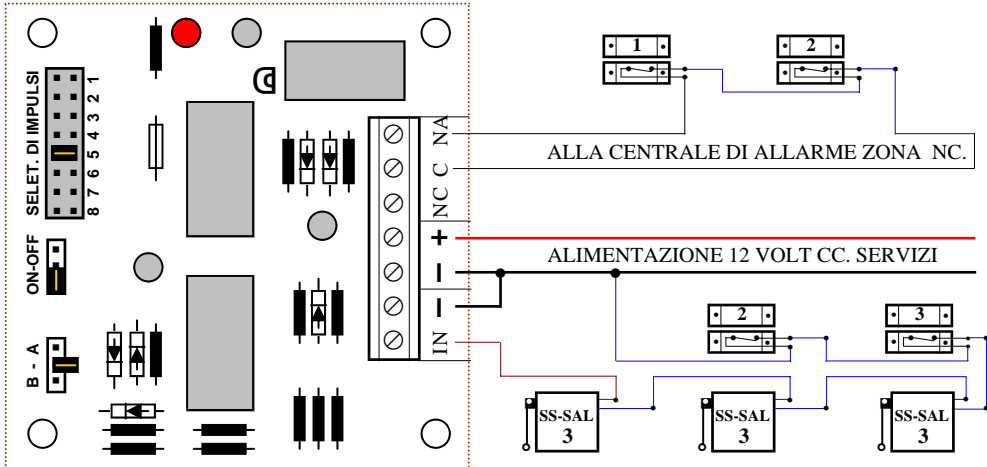 SELET. DI IMPULSI
1
2
3
4
5
6
7
8
ON-OFF
B - A
NA
C
NC
+
-
-
IN
1
2
ALLA CENTRALE DI ALLARME ZONA NC.
ALIMENTAZIONE 12 VOLT CC. SERVIZI
2
3
SS-SAL
3
SS-SAL
3
SS-SAL
3